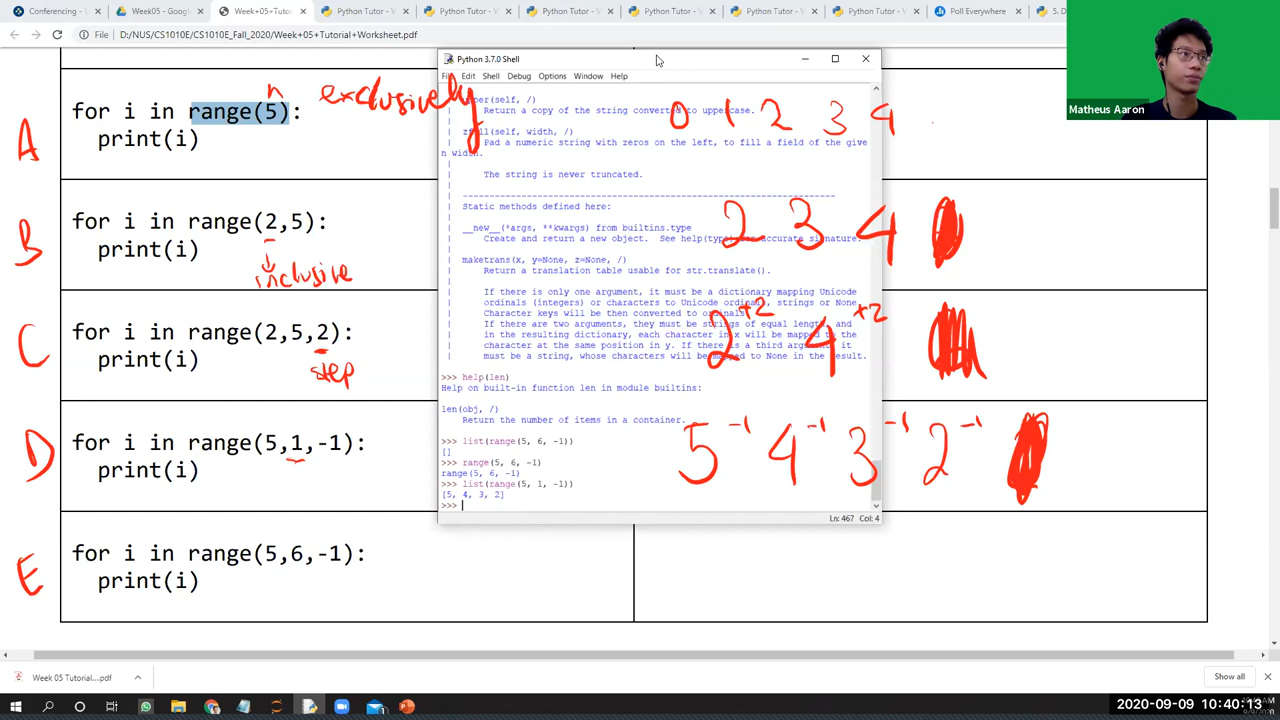 Conferencing -
Week05 - Google
Week+05+Tuto
Python Tutor - V
Python Tutor - V
Python Tutor - V
Python Tutor - V
Python Tutor - V
Python Tutor - V
Poll Everywhere
5. D
D:/NUS/CS1010E/CS1010E_Fall_2020/Week+05+Tutorial+Worksheet.pdf
Matheus Aaron
Python 3.7.0 Shell
Edit Shell Debug Options Window Help
A
for i in range(5):
print(i)
n
exclusively
0 1 2 3 4
(self, /)
Return a copy of the string converted to uppercase.
(self, width, /)
Pad a numeric string with zeros on the left, to fill a field of the give
n width.
The string is never truncated.
----------------------------------------------------------------------
Static methods defined here:
__new__(*args, **kwargs) from builtins.type
Create and return a new object. See help(type) for accurate signature.
maketrans(x, y=None, z=None, /)
Return a translation table usable for str.translate().
If there is only one argument, it must be a dictionary mapping Unicode
ordinals (integers) or characters to Unicode ordinals, strings or None.
Character keys will be then converted to ordinals.
If there are two arguments, they must be strings of equal length, and
in the resulting dictionary, each character in x will be mapped to the
character at the same position in y. If there is a third argument, it
must be a string, whose characters will be mapped to None in the result.
>>> help(len)
Help on built-in function len in module builtins:
len(obj, /)
Return the number of items in a container.
>>> list(range(5, 6, -1))
[]
>>> range(5, 6, -1)
range(5, 6, -1)
>>> list(range(5, 1, -1))
[5, 4, 3, 2]
>>>
Ln: 467 Col: 4
B
for i in range(2,5):
print(i)
inclusive
2 3 4
C
for i in range(2,5,2):
print(i)
step
2 +2 4 +2
D
for i in range(5,1,-1):
print(i)
5 -1 4 -1 3 -1 2 -1
E
for i in range(5,6,-1):
print(i)
Week 05 Tutorial....pdf
Show all
2020-09-09 10:40:13